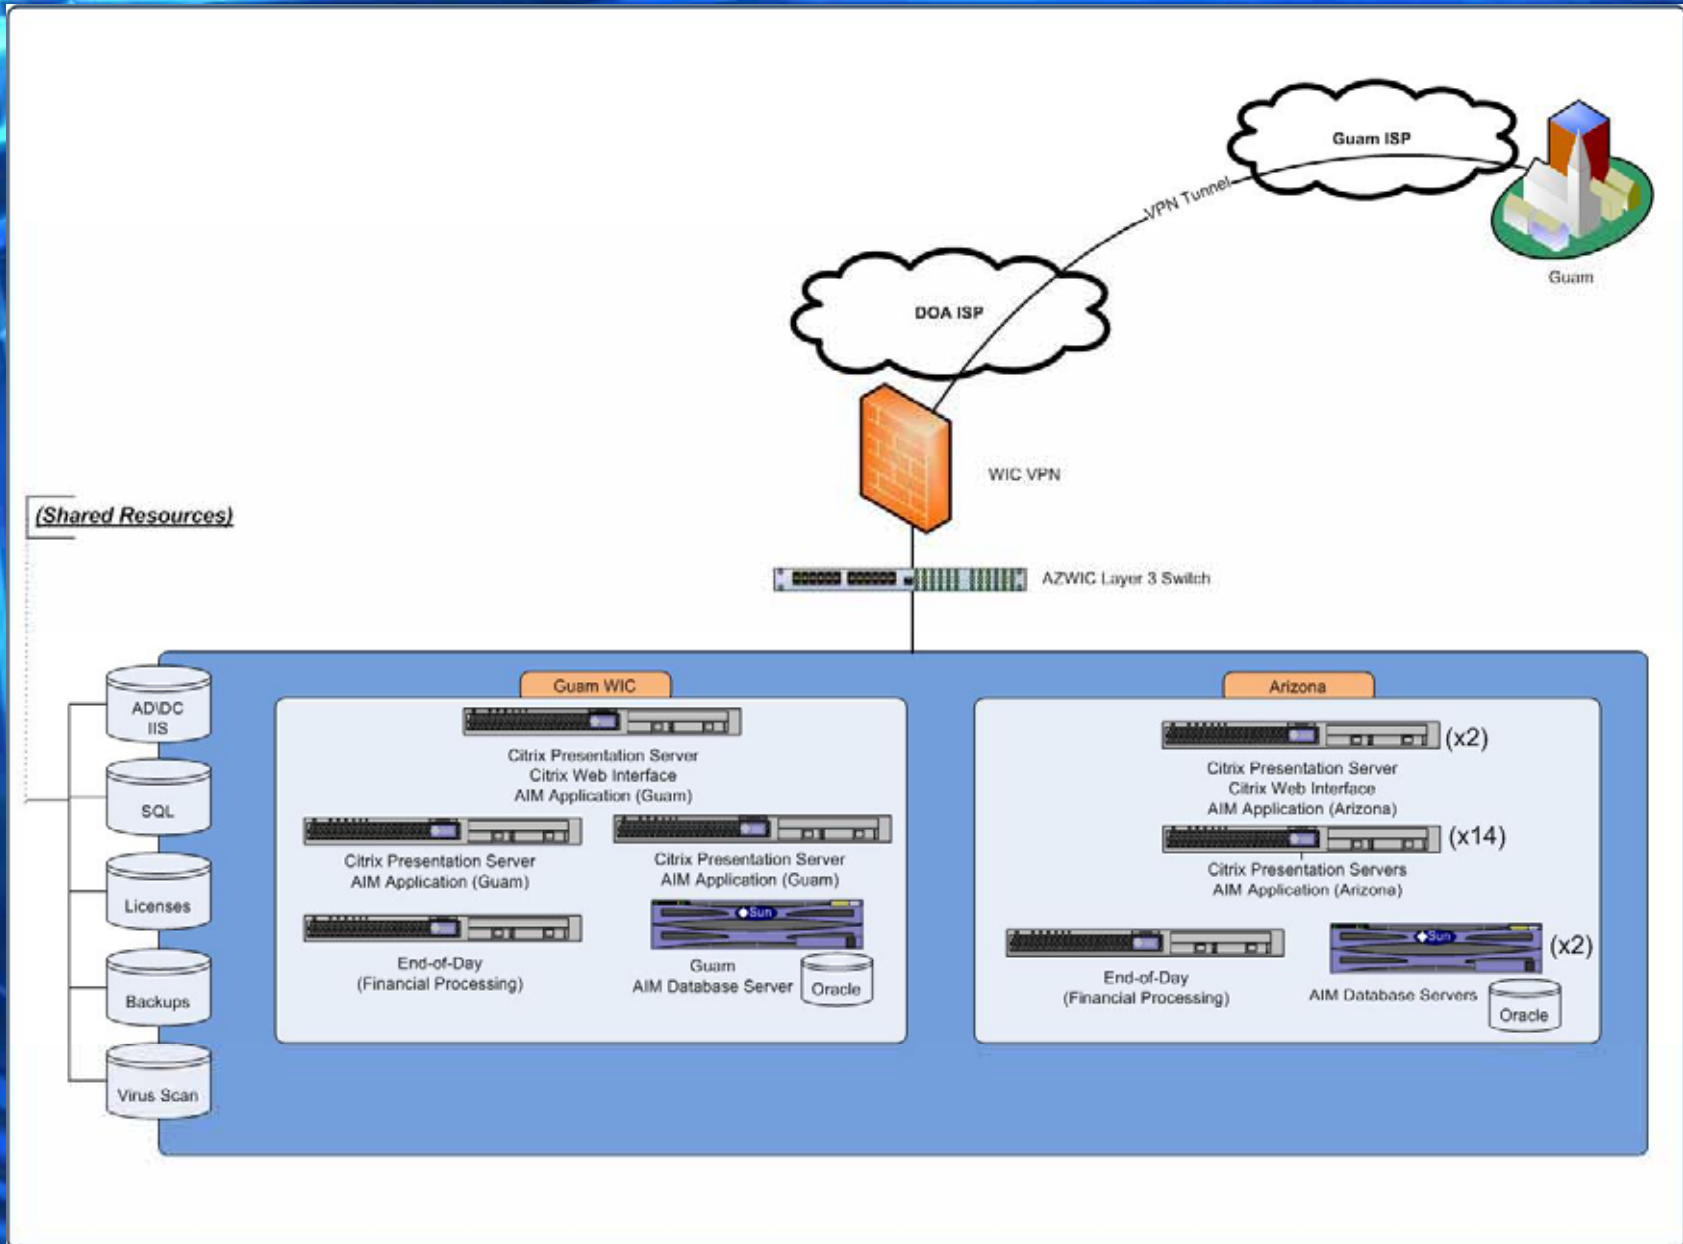 Guam ISP
VPN Tunnel
Guam
DOA ISP
WIC VPN
(Shared Resources)
AZWIC Layer 3 Switch
AD\DC
IIS
SQL
Licenses
Backups
Virus Scan
Guam WIC
Citrix Presentation Server
Citrix Web Interface
AIM Application (Guam)
Citrix Presentation Server
AIM Application (Guam)
Citrix Presentation Server
AIM Application (Guam)
End-of-Day
(Financial Processing)
Sun
Guam
AIM Database Server
Oracle
Arizona
(x2)
Citrix Presentation Server
Citrix Web Interface
AIM Application (Arizona)
(x14)
Citrix Presentation Servers
AIM Application (Arizona)
End-of-Day
(Financial Processing)
Sun
(x2)
AIM Database Servers
Oracle